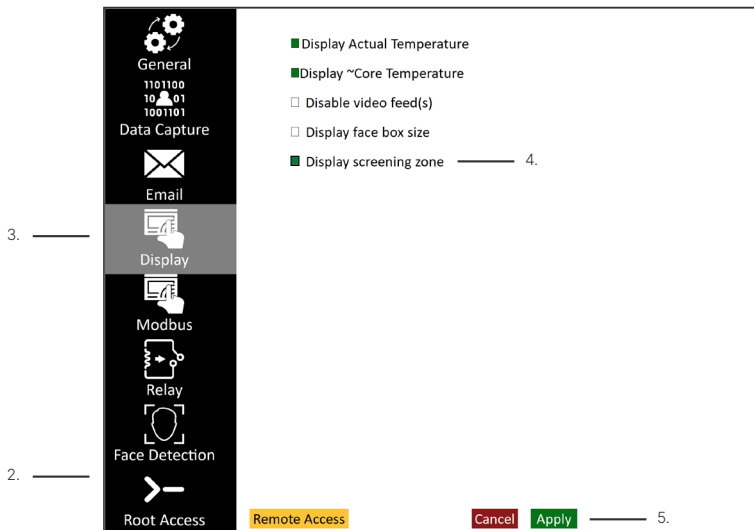 General
1101100
10 01
1001101
Data Capture
Email
3.
Display
Modbus
Relay
Face Detection
2.
Root Access
Display Actual Temperature
Display ~Core Temperature
Disable video feed(s)
Display face box size
Display screening zone 4.
Remote Access
Cancel Apply 5.